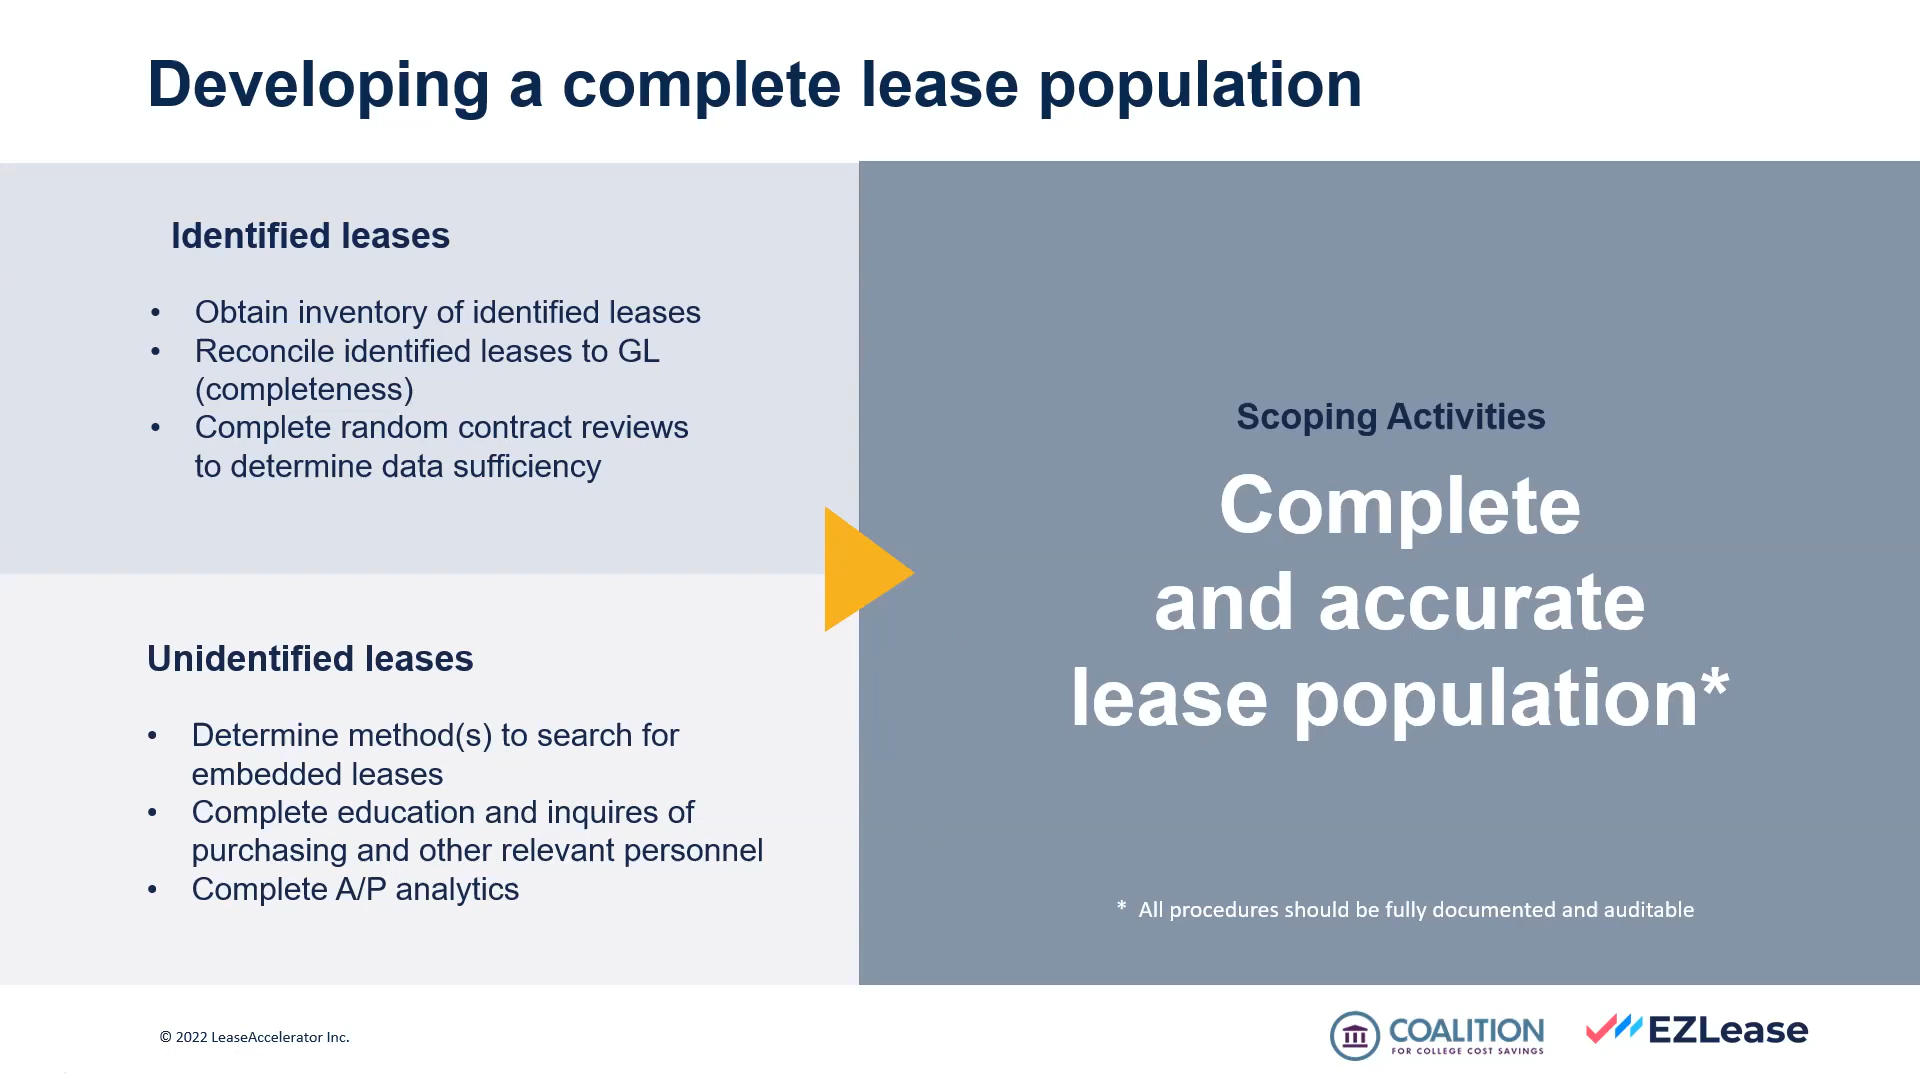 Developing a complete lease population
Identified leases
• Obtain inventory of identified leases
• Reconcile identified leases to GL
(completeness)
• Complete random contract reviews
to determine data sufficiency
Unidentified leases
• Determine method(s) to search for
embedded leases
• Complete education and inquires of
purchasing and other relevant personnel
• Complete A/P analytics
Scoping Activities
Complete
and accurate
lease population*
* All procedures should be fully documented and auditable
© 2022 LeaseAccelerator Inc.
COALITION
FOR COLLEGE COST SAVINGS
EZLease